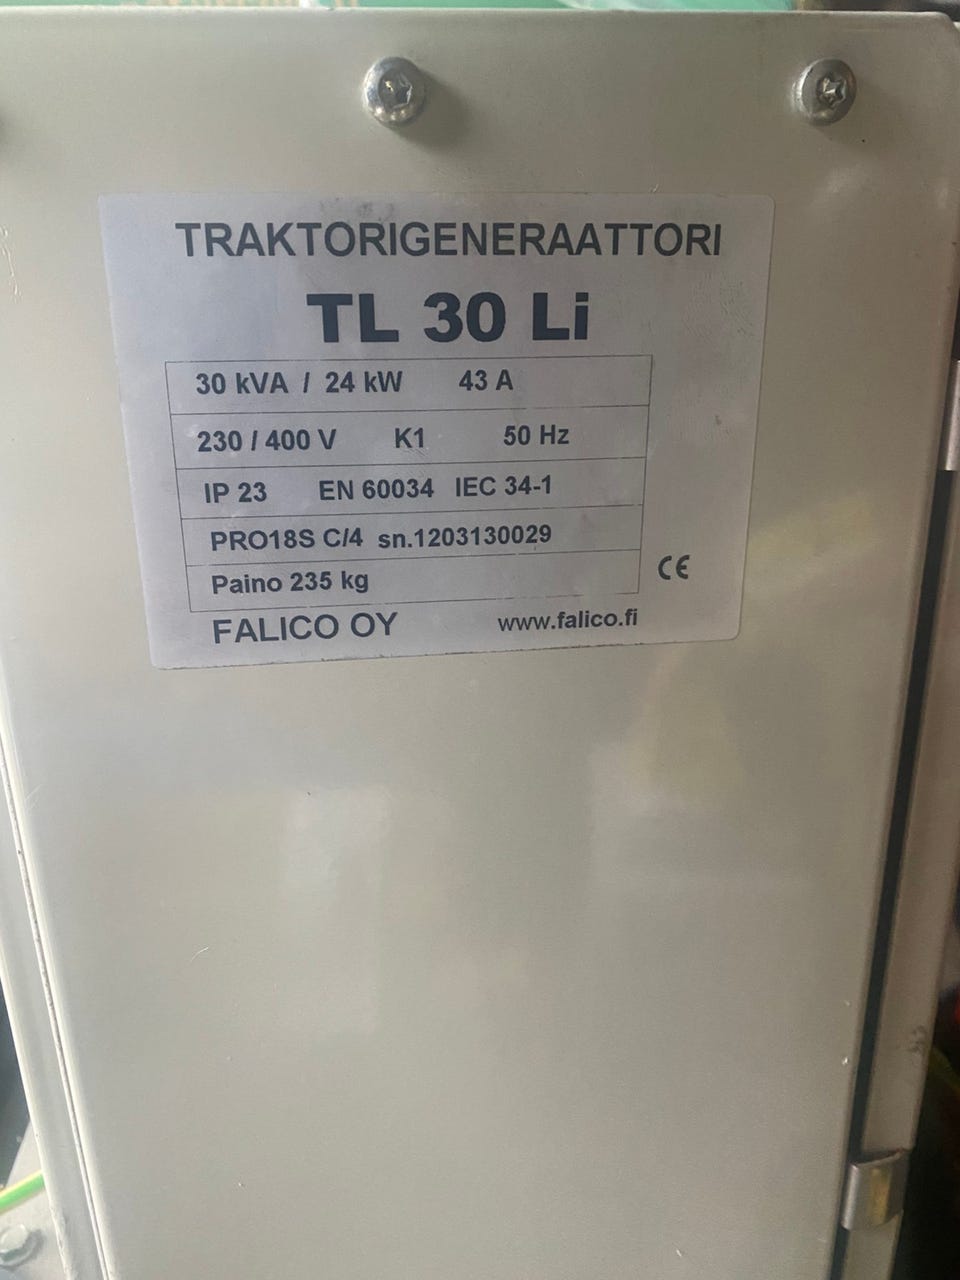 TRAKTORIGENERAATTORI
TL 30 Li
30 kVA / 24 kW 43 A
230 / 400 V K1 50 Hz
IP 23 EN 60034 IEC 34-1
PRO18S C/4 sn.1203130029
Paino 235 kg
CE
FALICO OY www.falico.fi